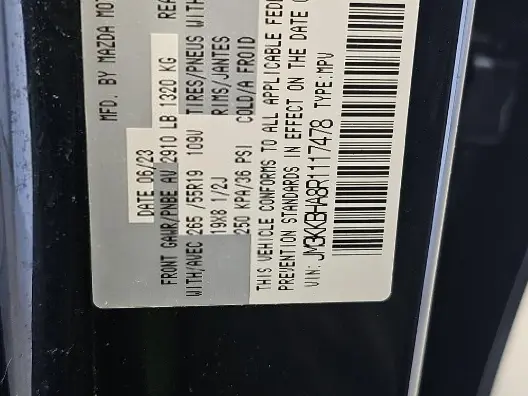 MFD. BY MAZDA MOT
DATE 06/23
FRONT GAWR/PNBE AV 2910 LB 1320 KG REA
WITH/AVEC 265 /55R19 109V TIRES/PNEUS WITH
19X8 1/2J RIMS/JANTES
250 KPA/36 PSI COLD/A FROID
THIS VEHICLE CONFORMS TO ALL APPLICABLE FEDE
PREVENTION STANDARDS IN EFFECT ON THE DATE O
VIN: JM3KKBHA8R1117478 TYPE:MPV